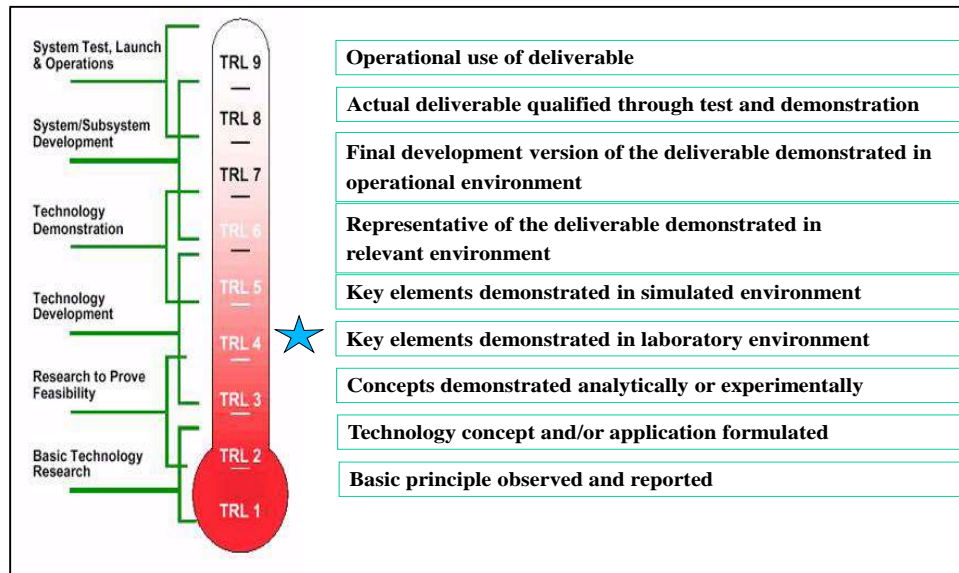 System Test, Launch
& Operations
System/Subsystem
Development
Technology
Demonstration
Technology
Development
Research to Prove
Feasibility
Basic Technology
Research
TRL 9
TRL 8
TRL 7
TRL 6
TRL 5
TRL 4
TRL 3
TRL 2
TRL 1
Operational use of deliverable
Actual deliverable qualified through test and demonstration
Final development version of the deliverable demonstrated in
operational environment
Representative of the deliverable demonstrated in
relevant environment
Key elements demonstrated in simulated environment
Key elements demonstrated in laboratory environment
Concepts demonstrated analytically or experimentally
Technology concept and/or application formulated
Basic principle observed and reported